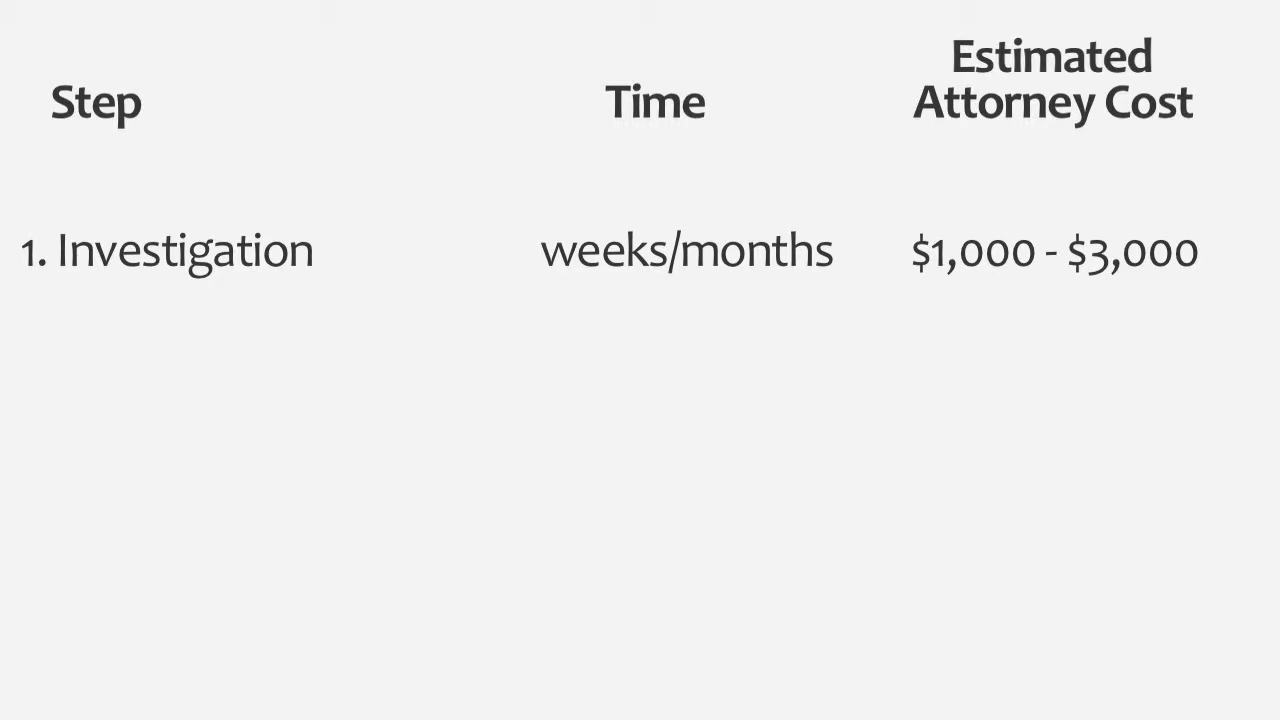 Step Time Estimated
Attorney Cost
1. Investigation weeks/months $1,000 - $3,000